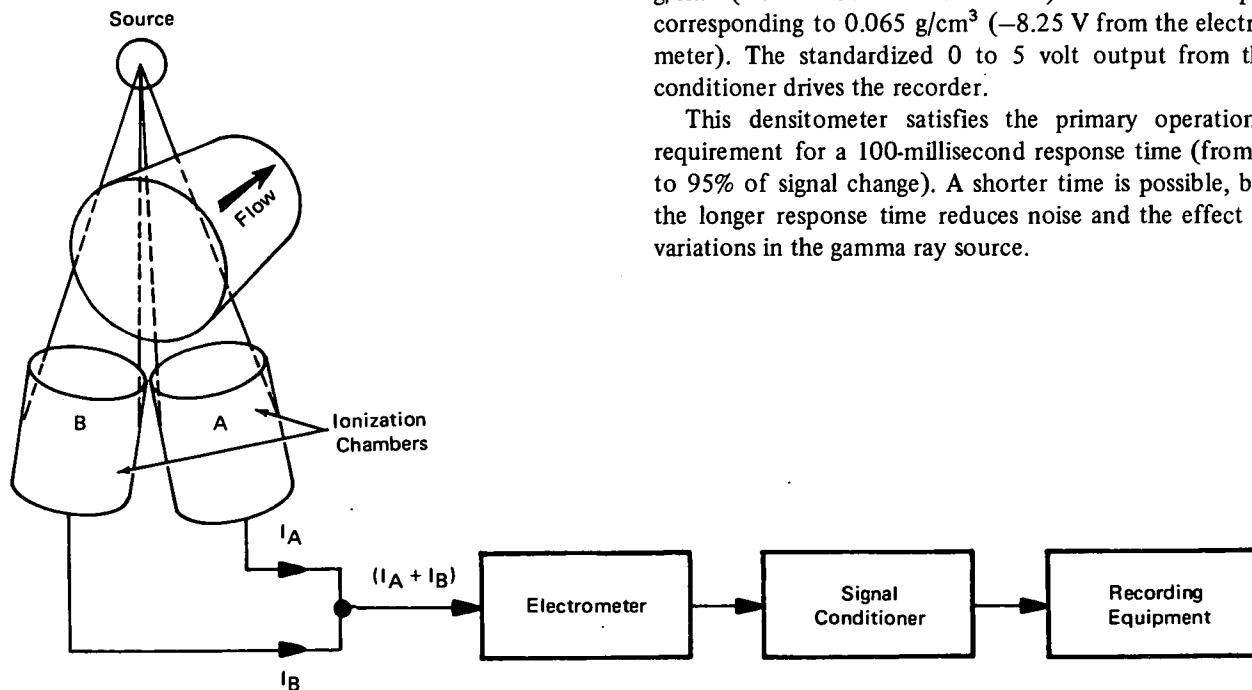 Source
corresponding to 0.065 g/cm³ (−8.25 V from the electro
meter). The standardized 0 to 5 volt output from th
conditioner drives the recorder.
This densitometer satisfies the primary operation
requirement for a 100-millisecond response time (from
to 95% of signal change). A shorter time is possible, b
the longer response time reduces noise and the effect
variations in the gamma ray source.
Flow
B
A
Ionization
Chambers
I_A
(I_A + I_B)
I_B
Electrometer
Signal
Conditioner
Recording
Equipment